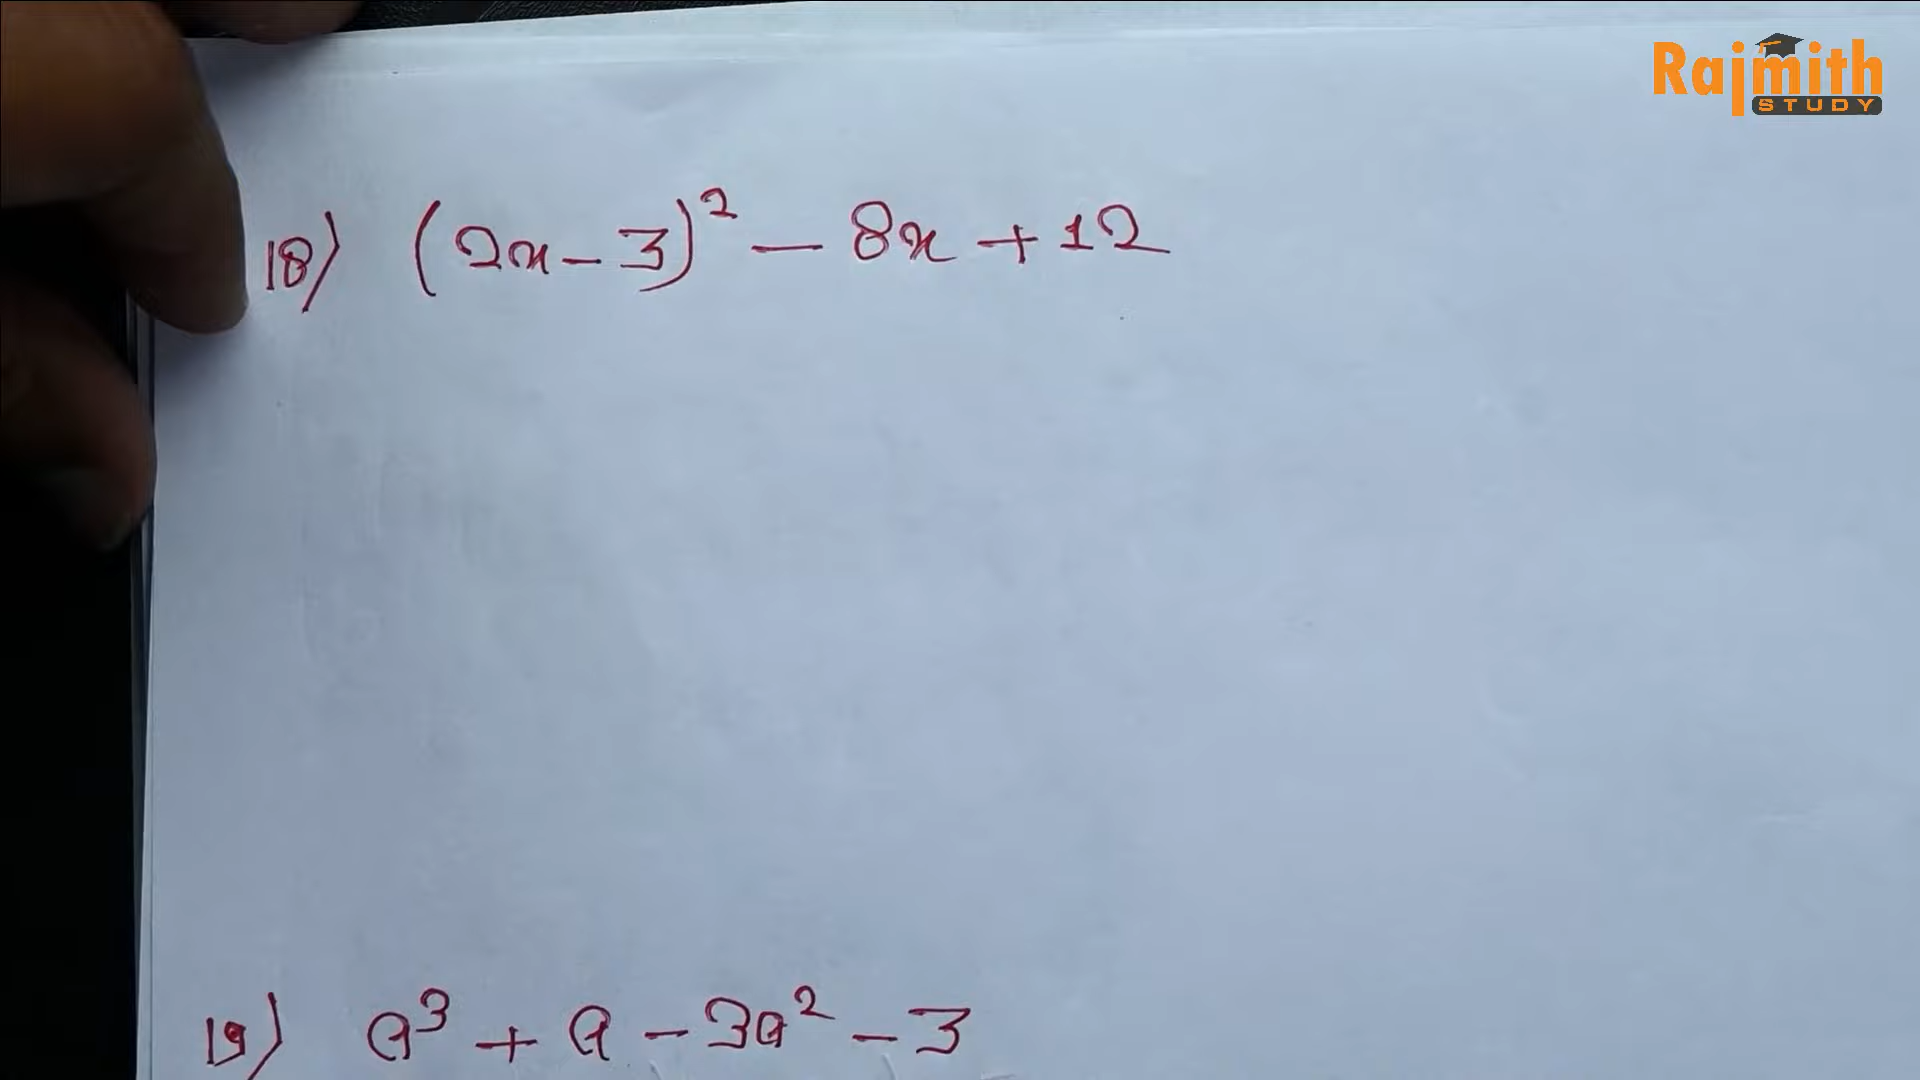 Rajmith
STUDY
18) (2x-3)² - 8x + 12
19) a³ + a - 3a² - 3